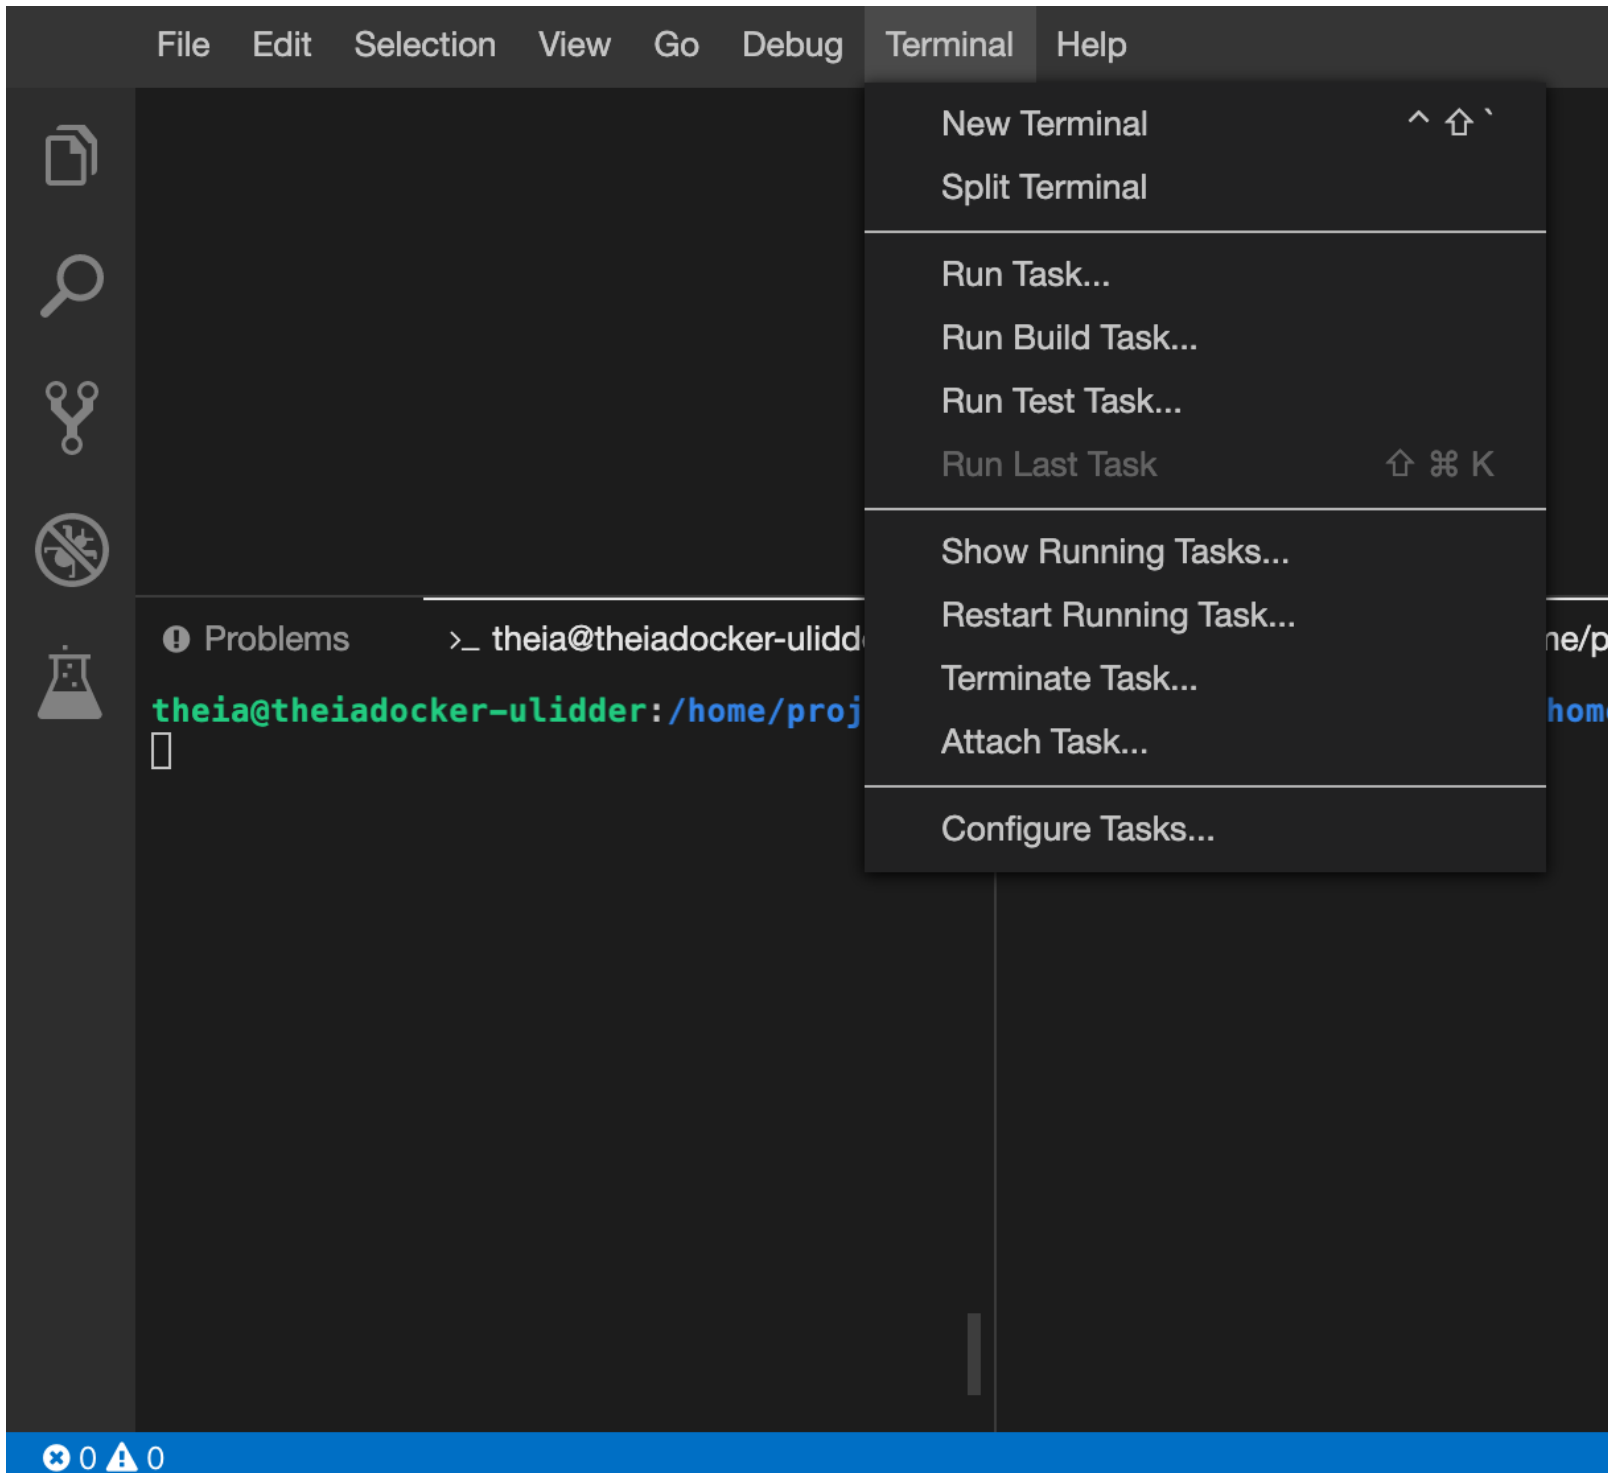 File Edit Selection View Go Debug Terminal Help
New Terminal ^ ⇧ `
Split Terminal
Run Task...
Run Build Task...
Run Test Task...
Run Last Task ⇧ ⌘ K
Show Running Tasks...
Restart Running Task...
Terminate Task...
Attach Task...
Configure Tasks...
Problems >_ theia@theiadocker-ulidd
theia@theiadocker-ulidder:/home/proj
0 0